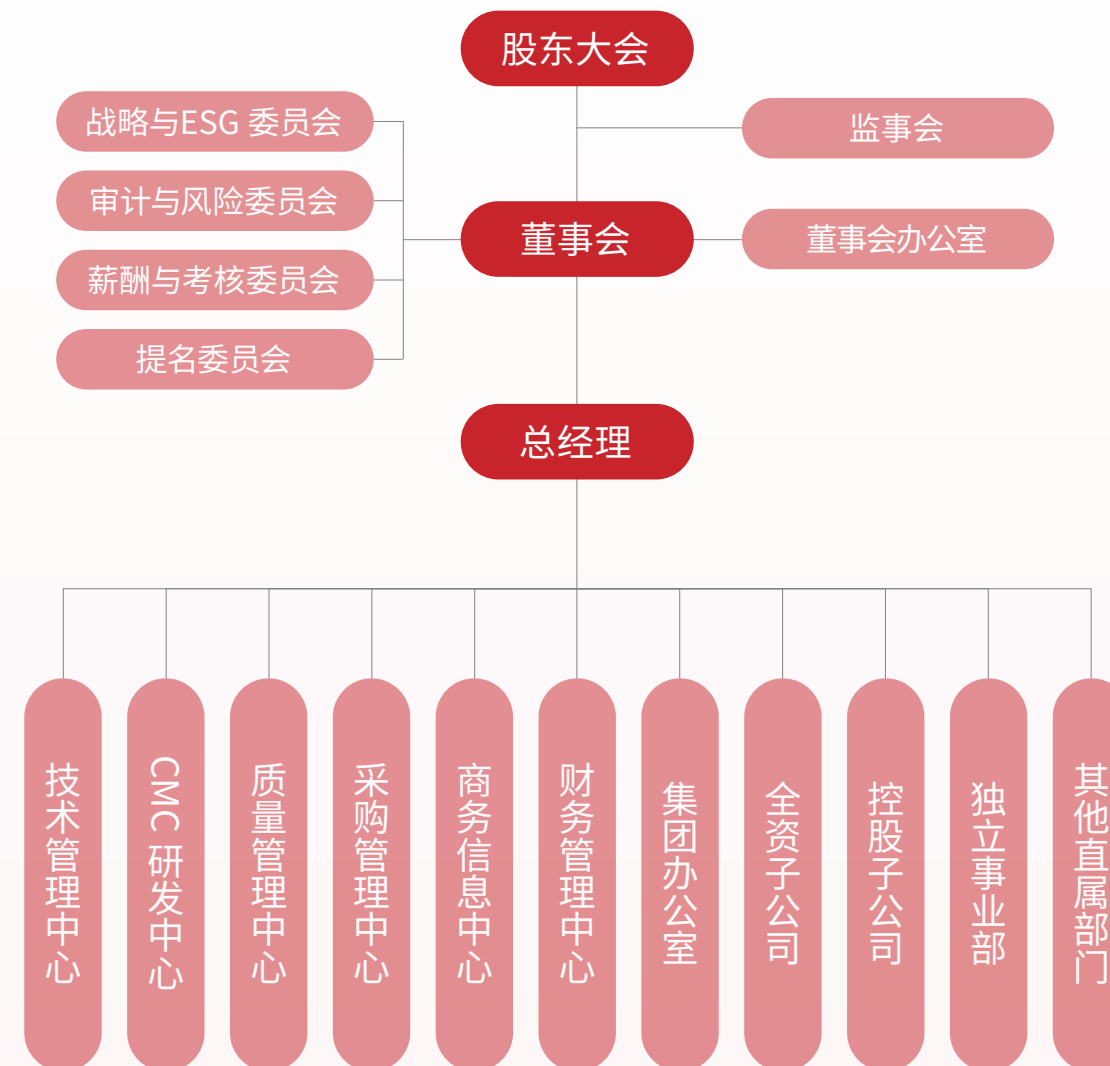 股东大会
战略与ESG 委员会
监事会
审计与风险委员会
董事会
董事会办公室
薪酬与考核委员会
提名委员会
总经理
技术管理中心
CMC 研发中心
质量管理中心
采购管理中心
商务信息中心
财务管理中心
集团办公室
全资子公司
控股子公司
独立事业部
其他直属部门